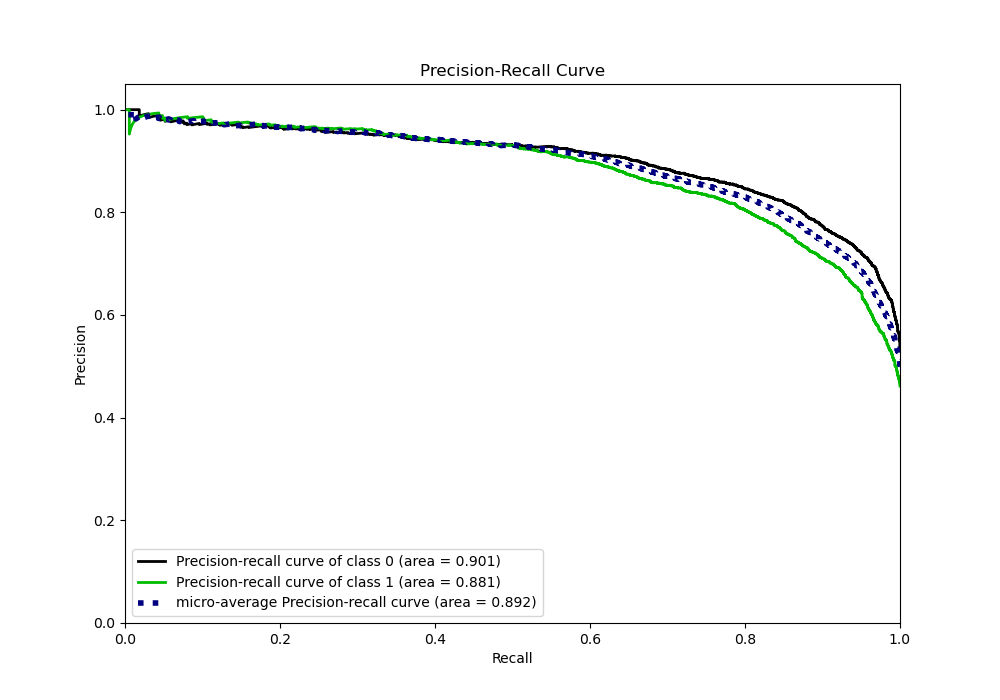 Precision-Recall Curve
1.0
0.8
0.6
0.4
0.2
0.0
Precision
Precision-recall curve of class 0 (area = 0.901)
Precision-recall curve of class 1 (area = 0.881)
micro-average Precision-recall curve (area = 0.892)
0.0 0.2 0.4 0.6 0.8 1.0
Recall